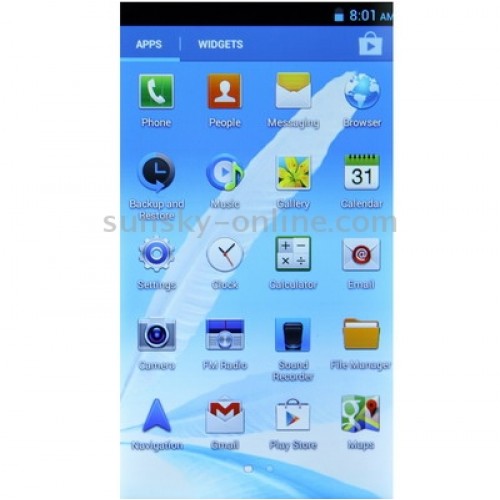 8:01 AM
APPS WIDGETS
Phone People Messaging Browser
Backup and Restore Music Gallery Calendar
31
sunsky-online.com
Settings Clock Calculator Email
Camera FM Radio Sound Recorder File Manager
Navigation Gmail Play Store Maps